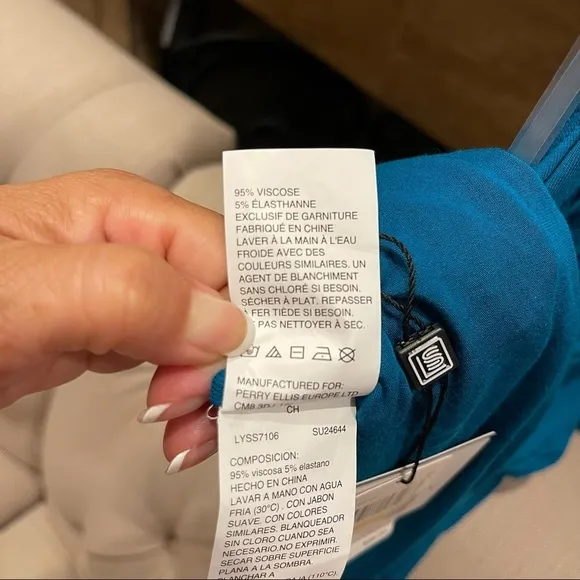 95% VISCOSE
5% ÉLASTHANNE
EXCLUSIF DE GARNITURE
FABRIQUÉ EN CHINE
LAVER À LA MAIN À L'EAU
FROIDE AVEC DES
COULEURS SIMILAIRES. UN
AGENT DE BLANCHIMENT
SANS CHLORÉ SI BESOIN.
SÉCHER À PLAT. REPASSER
FER TIÈDE SI BESOIN.
PAS NETTOYER À SEC.
MANUFACTURED FOR:
PERRY ELLIS EUROPE,LTD
CM8
CH
LYSS7106 SU24644
COMPOSICION:
95% viscosa 5% elastano
HECHO EN CHINA
LAVAR A MANO CON AGUA
FRIA (30°C) . CON JABON
SUAVE. CON COLORES
SIMILARES. BLANQUEADOR
SIN CLORO CUANDO SEA
NECESARIO.NO EXPRIMIR.
SECAR SOBRE SUPERFICIE
PLANA A LA SOMBRA.
PLANCHAR A
(110°C)